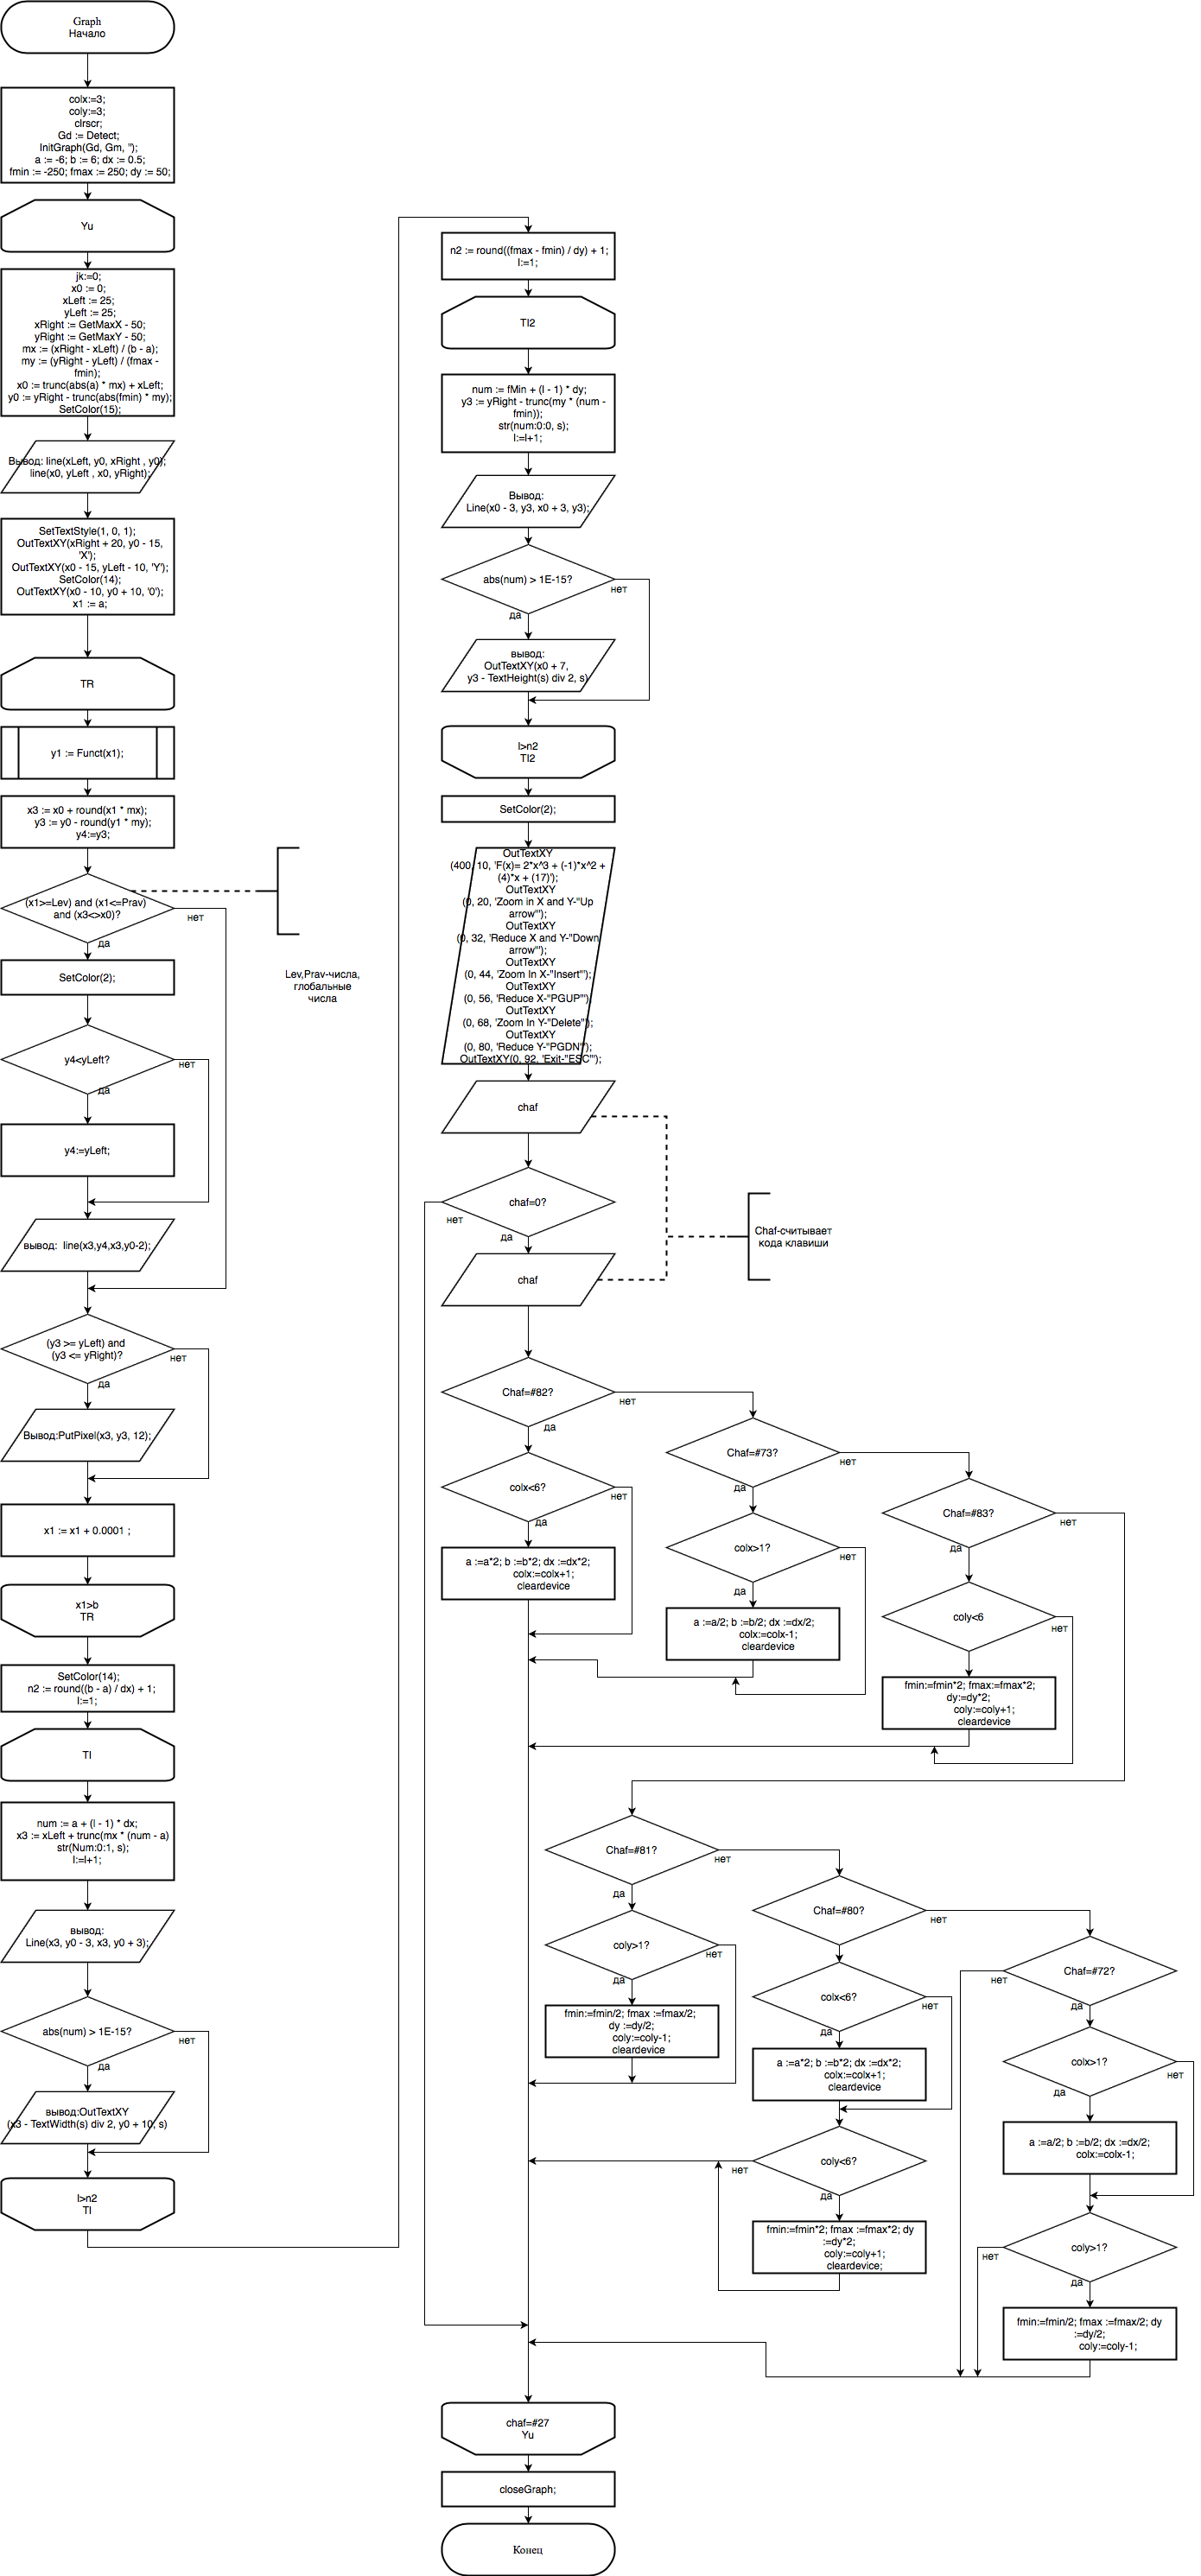 Graph
Начало
colx:=3;
coly:=3;
clrscr;
Gd := Detect;
InitGraph(Gd, Gm, '');
a := -6; b := 6; dx := 0.5;
fmin := -250; fmax := 250; dy := 50;
Yu
jk:=0;
x0 := 0;
xLeft := 25;
yLeft := 25;
xRight := GetMaxX - 50;
yRight := GetMaxY - 50;
mx := (xRight - xLeft) / (b - a);
my := (yRight - yLeft) / (fmax -
fmin);
x0 := trunc(abs(a) * mx) + xLeft;
y0 := yRight - trunc(abs(fmin) * my);
SetColor(15);
Вывод: line(xLeft, y0, xRight , y0);
line(x0, yLeft , x0, yRight);
SetTextStyle(1, 0, 1);
OutTextXY(xRight + 20, y0 - 15,
'X');
OutTextXY(x0 - 15, yLeft - 10, 'Y');
SetColor(14);
OutTextXY(x0 - 10, y0 + 10, '0');
x1 := a;
TR
y1 := Funct(x1);
x3 := x0 + round(x1 * mx);
y3 := y0 - round(y1 * my);
y4:=y3;
(x1>=Lev) and (x1<=Prav)
and (x3<>x0)?
нет
да
Lev,Prav-числа,
глобальные
числа
SetColor(2);
y4<yLeft?
нет
да
y4:=yLeft;
вывод: line(x3,y4,x3,y0-2);
(y3 >= yLeft) and
(y3 <= yRight)?
нет
да
Вывод:PutPixel(x3, y3, 12);
x1 := x1 + 0.0001 ;
x1>b
TR
SetColor(14);
n2 := round((b - a) / dx) + 1;
I:=1;
TI
num := a + (I - 1) * dx;
x3 := xLeft + trunc(mx * (num - a)
str(Num:0:1, s);
I:=I+1;
вывод:
Line(x3, y0 - 3, x3, y0 + 3);
abs(num) > 1E-15?
нет
да
вывод:OutTextXY
(x3 - TextWidth(s) div 2, y0 + 10, s)
I>n2
TI
n2 := round((fmax - fmin) / dy) + 1;
I:=1;
TI2
num := fMin + (I - 1) * dy;
y3 := yRight - trunc(my * (num -
fmin));
str(num:0:0, s);
I:=I+1;
Вывод:
Line(x0 - 3, y3, x0 + 3, y3);
abs(num) > 1E-15?
нет
да
вывод:
OutTextXY(x0 + 7,
y3 - TextHeight(s) div 2, s)
I>n2
TI2
SetColor(2);
OutTextXY
(400, 10, 'F(x)= 2*x^3 + (-1)*x^2 +
(4)*x + (17)');
OutTextXY
(0, 20, 'Zoom in X and Y-"Up
arrow"');
OutTextXY
(0, 32, 'Reduce X and Y-"Down
arrow"');
OutTextXY
(0, 44, 'Zoom In X-"Insert"');
OutTextXY
(0, 56, 'Reduce X-"PGUP"')
OutTextXY
(0, 68, 'Zoom In Y-"Delete"');
OutTextXY
(0, 80, 'Reduce Y-"PGDN"');
OutTextXY(0, 92, 'Exit-"ESC"');
chaf
chaf=0?
нет
да
chaf
Chaf-считывает
кода клавиши
Chaf=#82?
нет
да
colx<6?
нет
да
a :=a*2; b :=b*2; dx :=dx*2;
colx:=colx+1;
cleardevice
Chaf=#73?
нет
да
colx>1?
нет
да
a :=a/2; b :=b/2; dx :=dx/2;
colx:=colx-1;
cleardevice
Chaf=#83?
нет
да
coly<6
нет
fmin:=fmin*2; fmax:=fmax*2;
dy:=dy*2;
coly:=coly+1;
cleardevice
Chaf=#81?
нет
да
coly>1?
нет
да
fmin:=fmin/2; fmax :=fmax/2;
dy :=dy/2;
coly:=coly-1;
cleardevice
Chaf=#80?
нет
colx<6?
нет
да
a :=a*2; b :=b*2; dx :=dx*2;
colx:=colx+1;
cleardevice
coly<6?
нет
да
fmin:=fmin*2; fmax :=fmax*2; dy
:=dy*2;
coly:=coly+1;
cleardevice;
Chaf=#72?
нет
да
colx>1?
нет
да
a :=a/2; b :=b/2; dx :=dx/2;
colx:=colx-1;
coly>1?
нет
да
fmin:=fmin/2; fmax :=fmax/2; dy
:=dy/2;
coly:=coly-1;
chaf=#27
Yu
closeGraph;
Конец